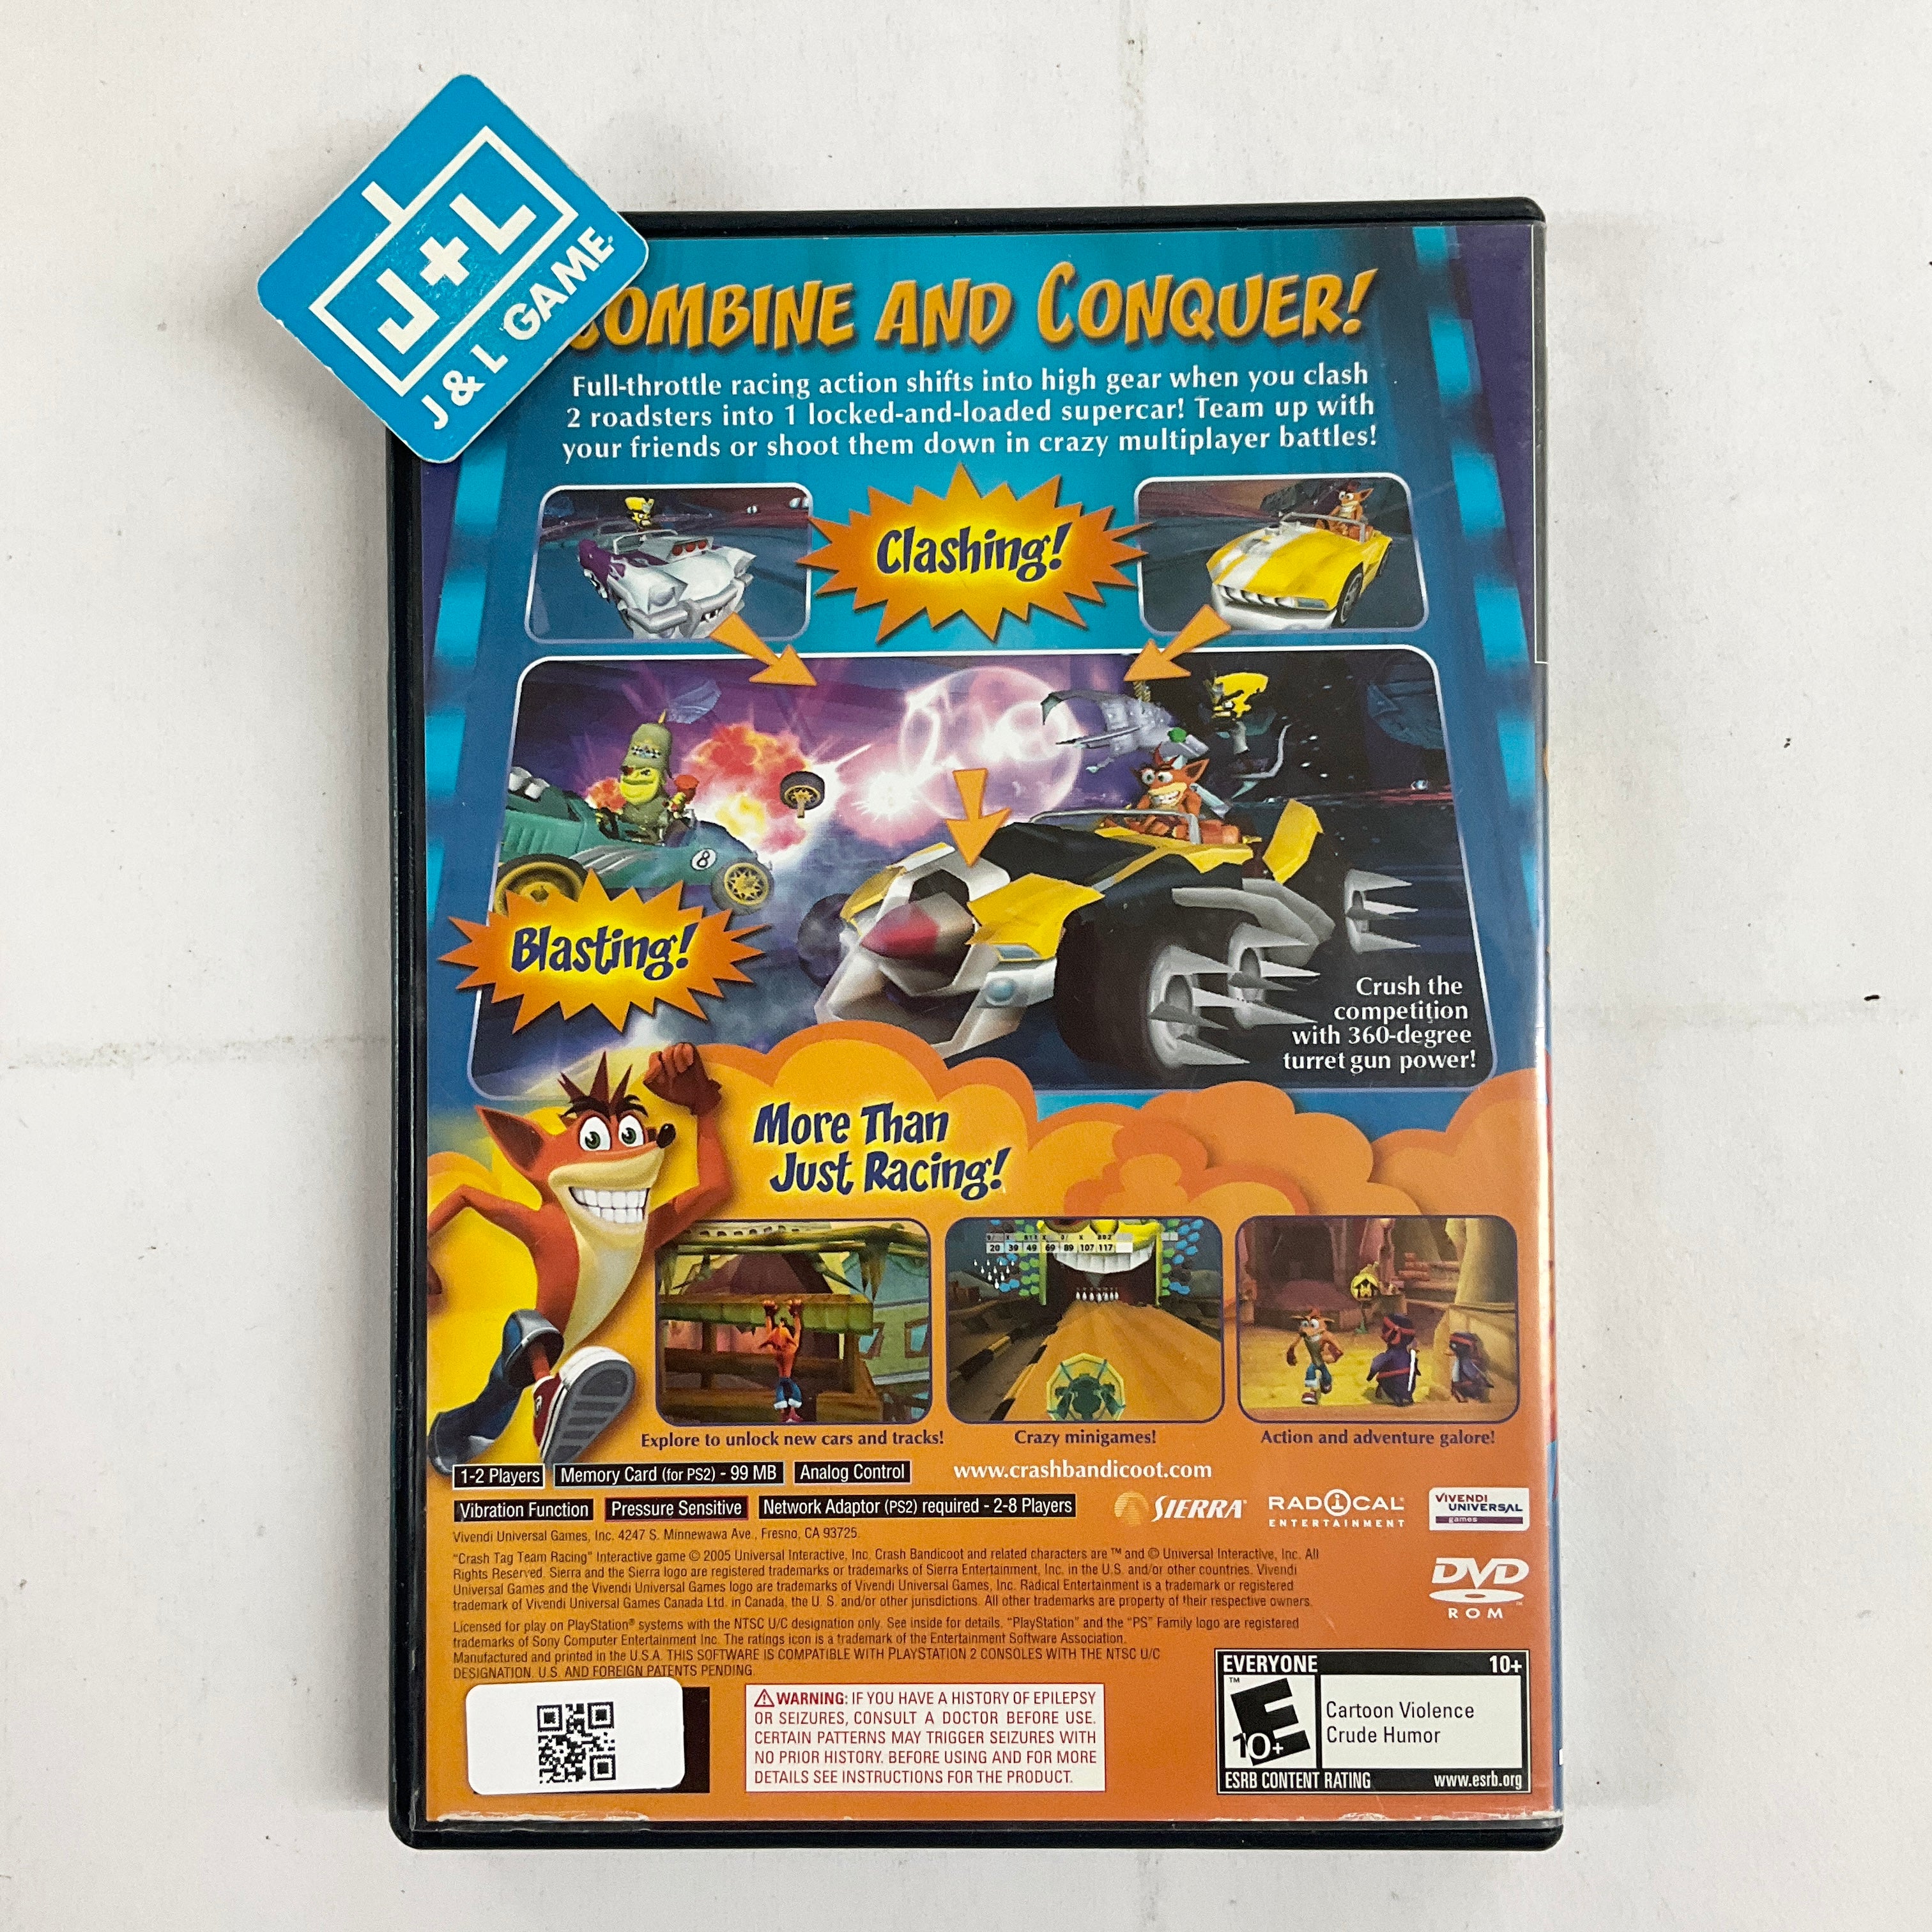 J+L
J & L GAME
OMBINE AND CONQUER!
Full-throttle racing action shifts into high gear when you clash
2 roadsters into 1 locked-and-loaded supercar! Team up with
your friends or shoot them down in crazy multiplayer battles!
Clashing!
8
Blasting!
Crush the
competition
with 360-degree
turret gun power!
More Than
Just Racing!
20 39 49 69 89 107 117
Explore to unlock new cars and tracks!
Crazy minigames!
Action and adventure galore!
1-2 Players
Memory Card (for PS2) - 99 MB
Analog Control
www.crashbandicoot.com
Vibration Function
Pressure Sensitive
Network Adaptor (PS2) required - 2-8 Players
SIERRA
RADICAL
ENTERTAINMENT
VIVENDI
UNIVERSAL
games
Vivendi Universal Games, Inc. 4247 S. Minnewawa Ave., Fresno, CA 93725.
"Crash Tag Team Racing" Interactive game © 2005 Universal Interactive, Inc. Crash Bandicoot and related characters are ™ and © Universal Interactive, Inc. All
Rights Reserved. Sierra and the Sierra logo are registered trademarks or trademarks of Sierra Entertainment, Inc. in the U.S. and/or other countries. Vivendi
Universal Games and the Vivendi Universal Games logo are trademarks of Vivendi Universal Games, Inc. Radical Entertainment is a trademark or registered
trademark of Vivendi Universal Games Canada Ltd. in Canada, the U. S. and/or other jurisdictions. All other trademarks are property of their respective owners.
Licensed for play on PlayStation® systems with the NTSC U/C designation only. See inside for details. "PlayStation" and the "PS" Family logo are registered
trademarks of Sony Computer Entertainment Inc. The ratings icon is a trademark of the Entertainment Software Association.
Manufactured and printed in the U.S.A. THIS SOFTWARE IS COMPATIBLE WITH PLAYSTATION 2 CONSOLES WITH THE NTSC U/C
DESIGNATION. U.S. AND FOREIGN PATENTS PENDING.
DVD
ROM
WARNING: IF YOU HAVE A HISTORY OF EPILEPSY
OR SEIZURES, CONSULT A DOCTOR BEFORE USE.
CERTAIN PATTERNS MAY TRIGGER SEIZURES WITH
NO PRIOR HISTORY. BEFORE USING AND FOR MORE
DETAILS SEE INSTRUCTIONS FOR THE PRODUCT.
EVERYONE 10+
E
10+
Cartoon Violence
Crude Humor
ESRB CONTENT RATING www.esrb.org